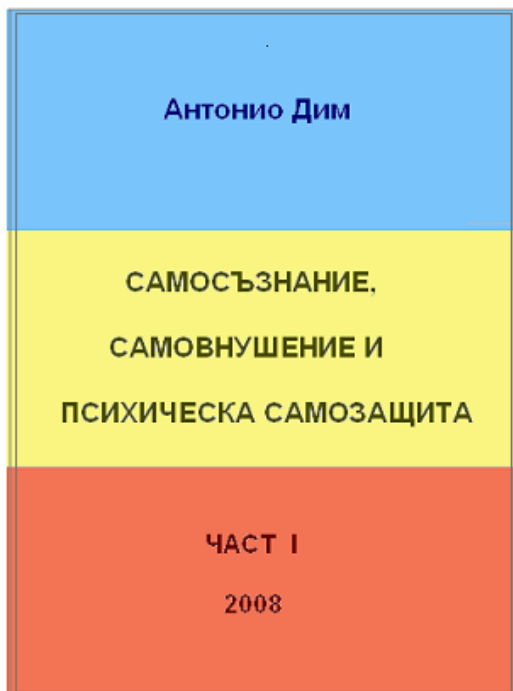 Антонио Дим
САМОСЪЗНАНИЕ,
САМОВНУШЕНИЕ И
ПСИХИЧЕСКА САМОЗАЩИТА
ЧАСТ I
2008